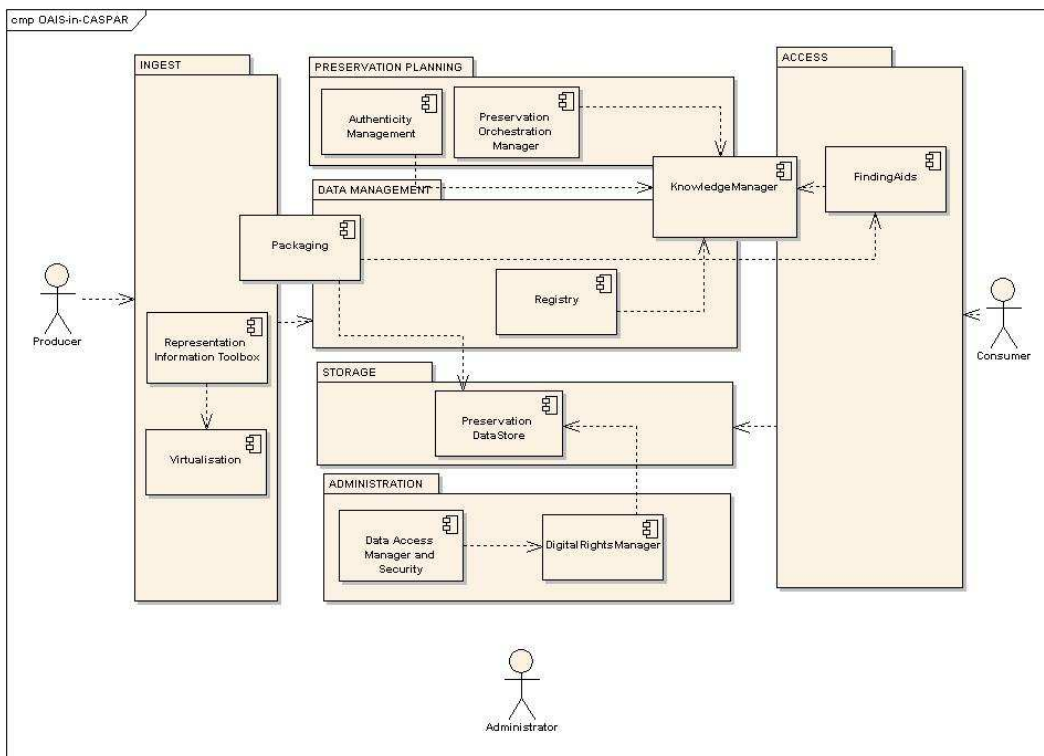 cmp OAIS-in-CASPAR
INGEST
PRESERVATION PLANNING
ACCESS
Authenticity
Management
Preservation
Orchestration
Manager
KnowledgeManager
FindingAids
DATA MANAGEMENT
Packaging
Registry
Producer
Representation
Information Toolbox
Consumer
STORAGE
Preservation
DataStore
Virtualisation
ADMINISTRATION
Data Access
Manager and
Security
DigitalRightsManager
Administrator